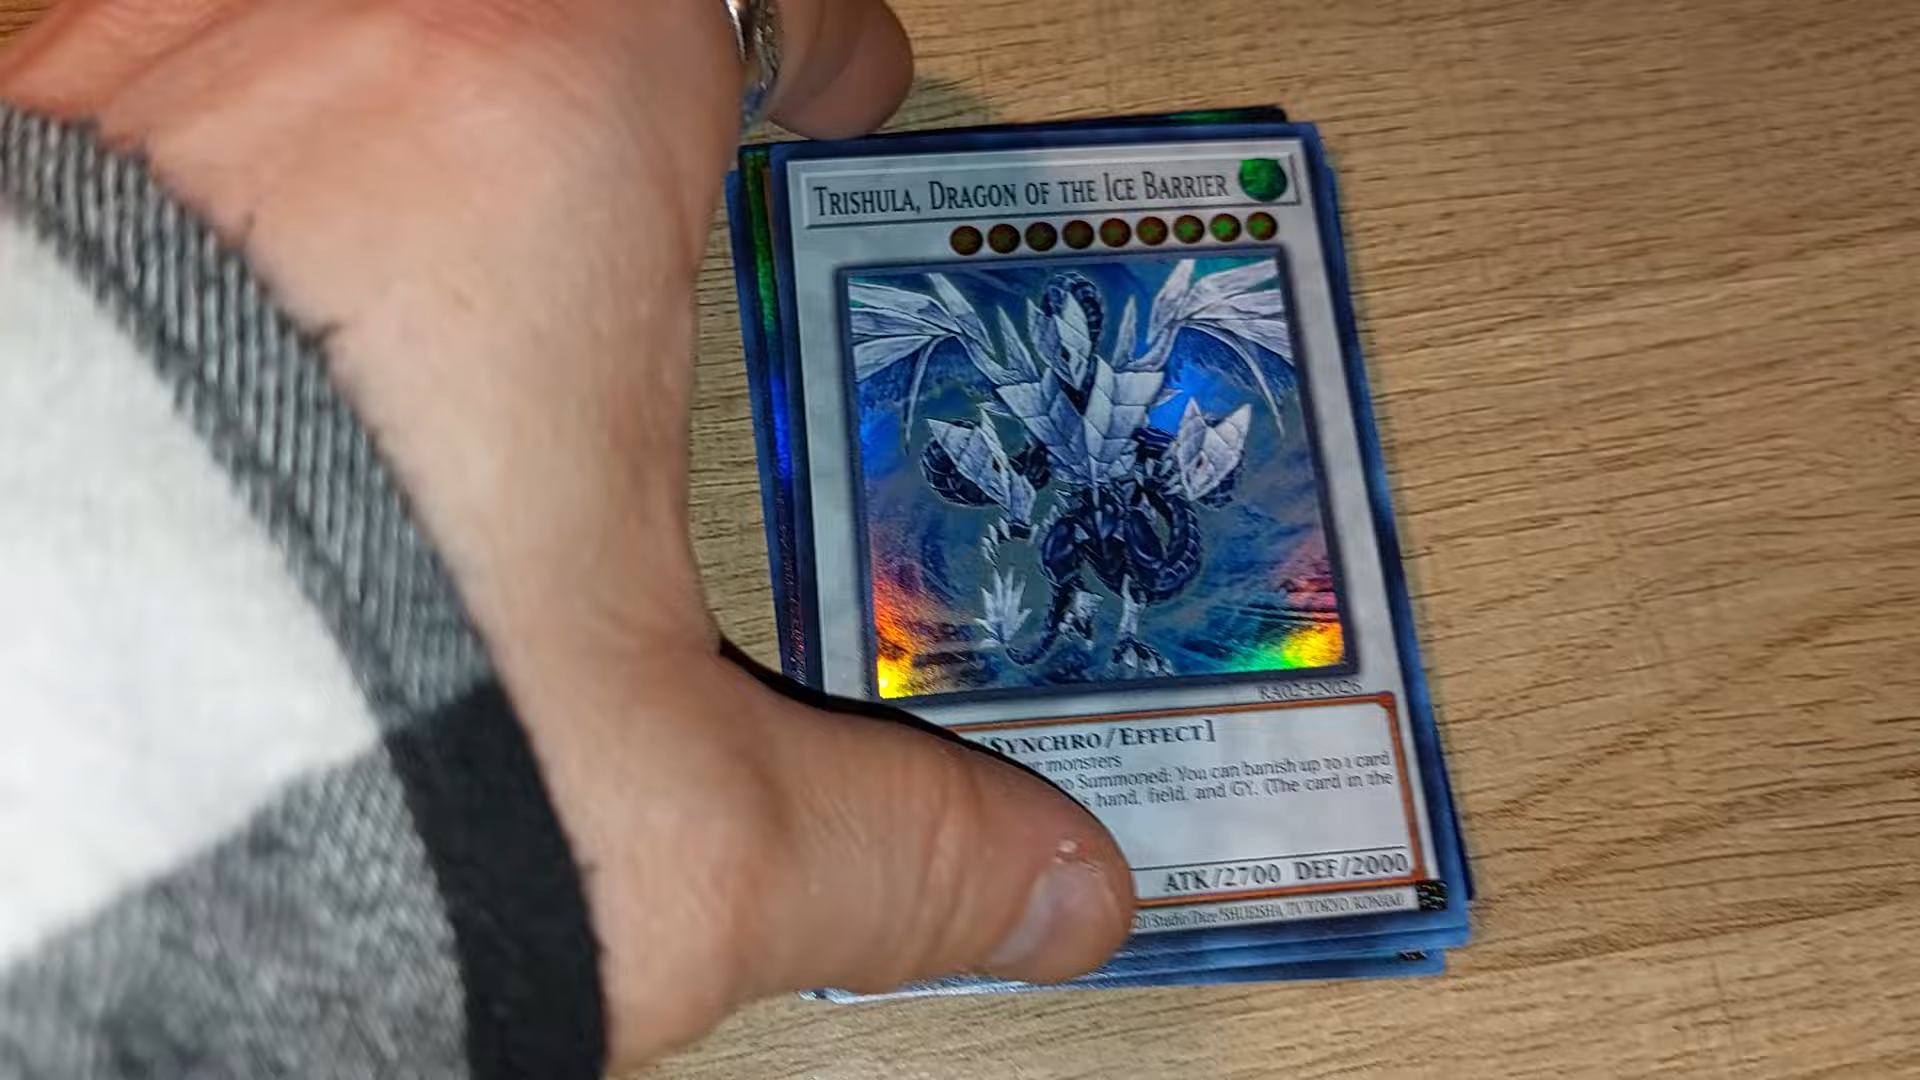 TRISHULA, DRAGON OF THE ICE BARRIER
RA02-EN026
/SYNCHRO/EFFECT]
monsters
Summoned: You can banish up to 1 card
hand, field, and GY. (The card in the
ATK/2700 DEF/2000
Studio Dice/SHUEISHA, TV TOKYO, KONAMI